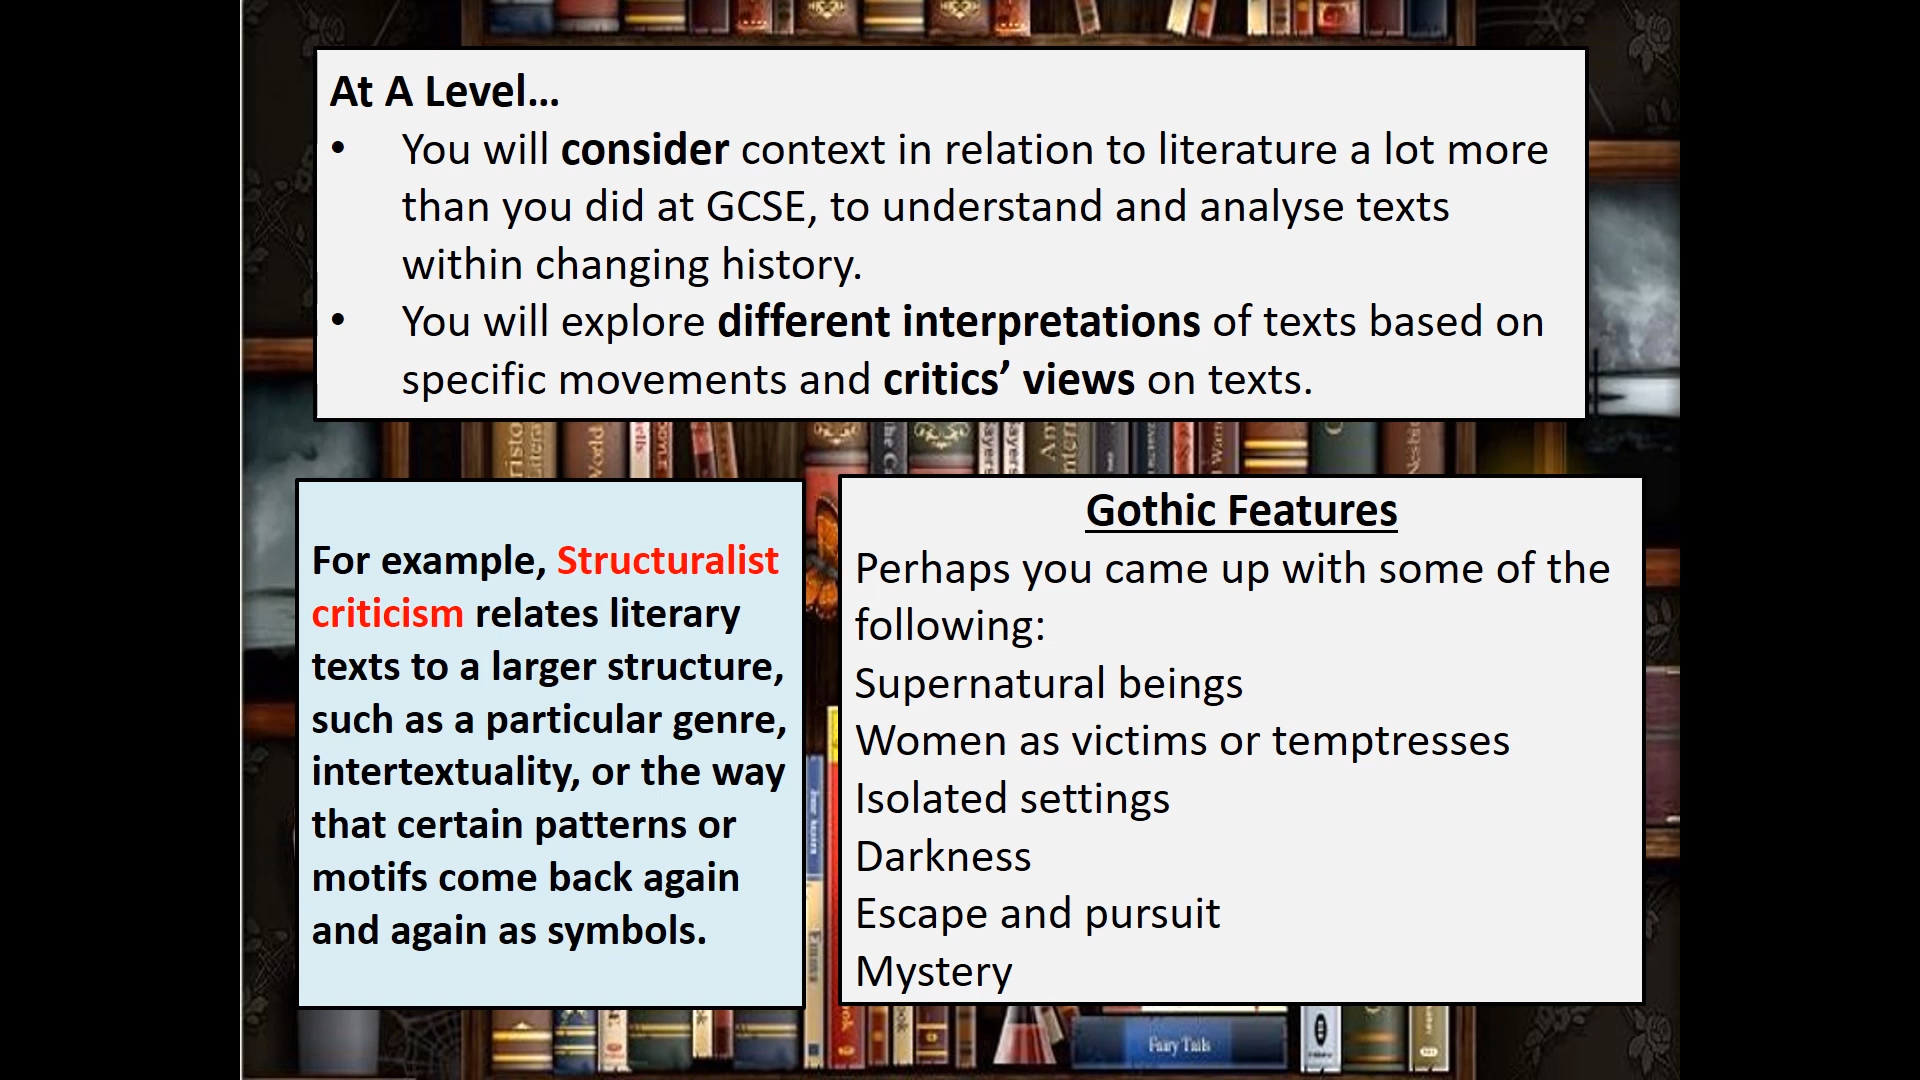 At A Level...
• You will consider context in relation to literature a lot more
than you did at GCSE, to understand and analyse texts
within changing history.
• You will explore different interpretations of texts based on
specific movements and critics’ views on texts.
For example, Structuralist
criticism relates literary
texts to a larger structure,
such as a particular genre,
intertextuality, or the way
that certain patterns or
motifs come back again
and again as symbols.
Gothic Features
Perhaps you came up with some of the
following:
Supernatural beings
Women as victims or temptresses
Isolated settings
Darkness
Escape and pursuit
Mystery
World
Fairy Tails